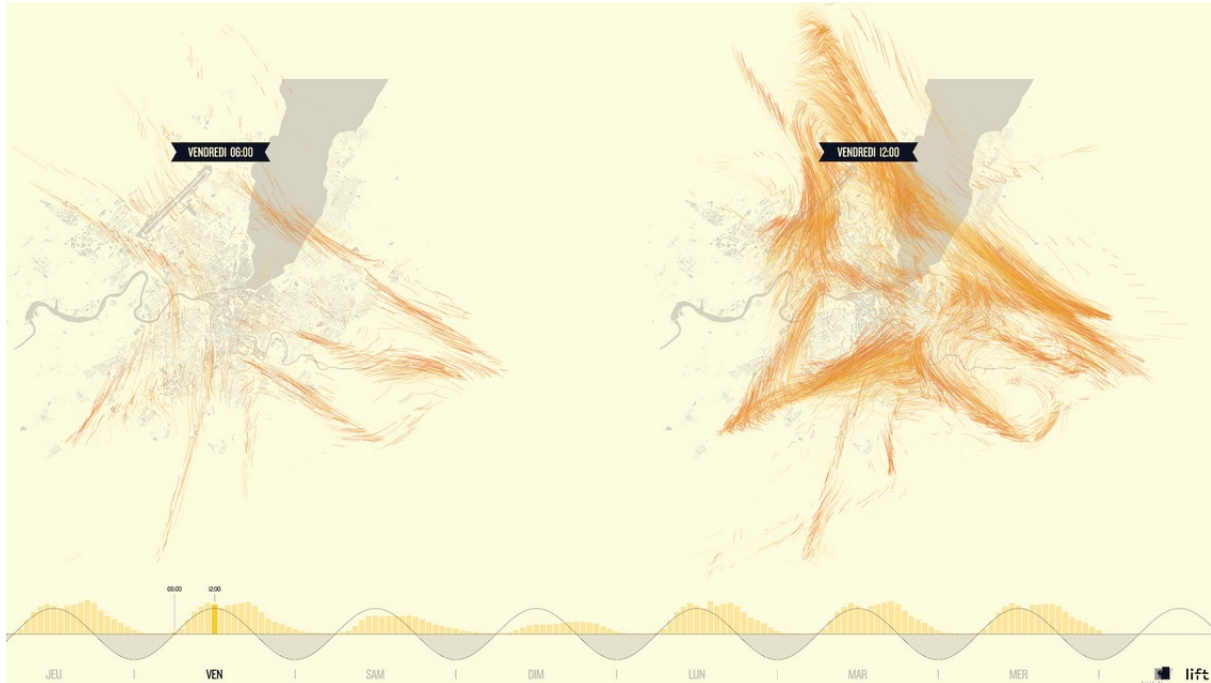 VENDREDI 06:00
VENDREDI 12:00
06:00
12:00
JEU
VEN
SAM
DIM
LUN
MAR
MER
lift